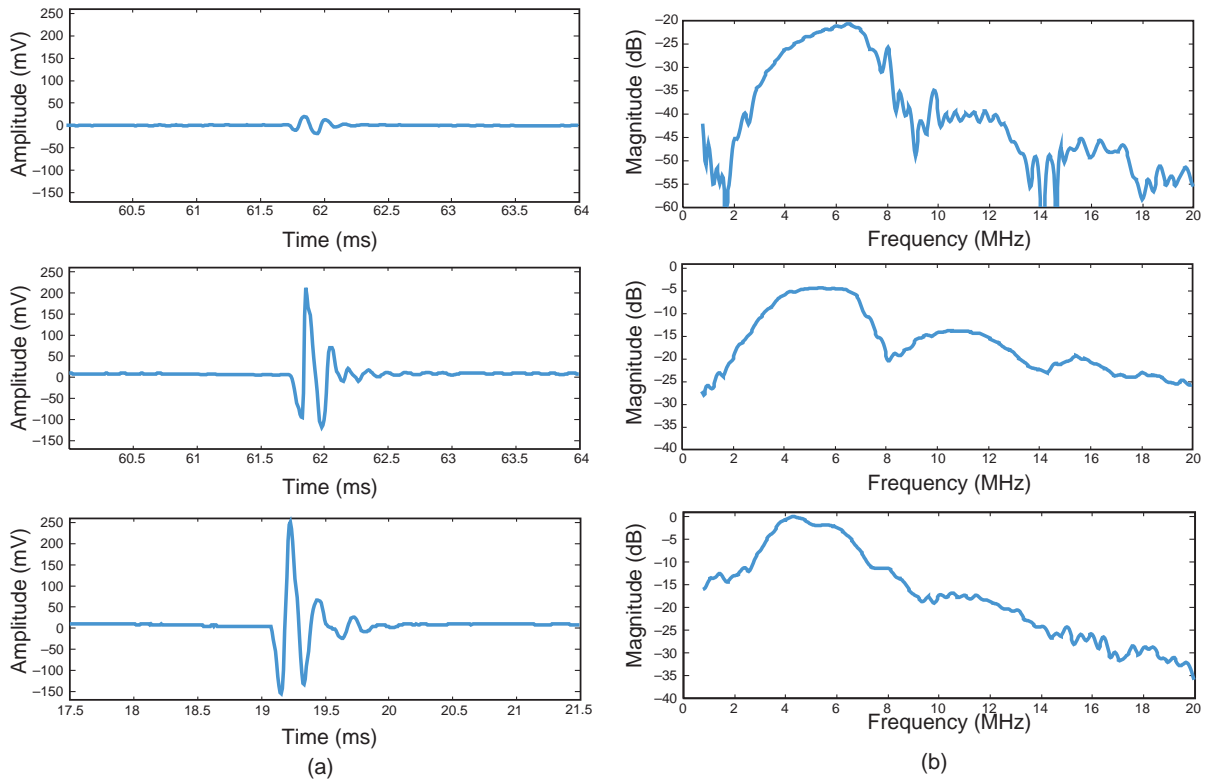 250
200
150
100
50
0
−50
−100
−150
Amplitude (mV)
60.5 61 61.5 62 62.5 63 63.5 64
Time (ms)
−20
−25
−30
−35
−40
−45
−50
−55
−60
Magnitude (dB)
0 2 4 6 8 10 12 14 16 18 20
Frequency (MHz)
250
200
150
100
50
0
−50
−100
−150
Amplitude (mV)
60.5 61 61.5 62 62.5 63 63.5 64
Time (ms)
0
−5
−10
−15
−20
−25
−30
−35
−40
Magnitude (dB)
0 2 4 6 8 10 12 14 16 18 20
Frequency (MHz)
250
200
150
100
50
0
−50
−100
−150
Amplitude (mV)
17.5 18 18.5 19 19.5 20 20.5 21 21.5
Time (ms)
(a)
0
−5
−10
−15
−20
−25
−30
−35
−40
Magnitude (dB)
0 2 4 6 8 10 12 14 16 18 20
Frequency (MHz)
(b)